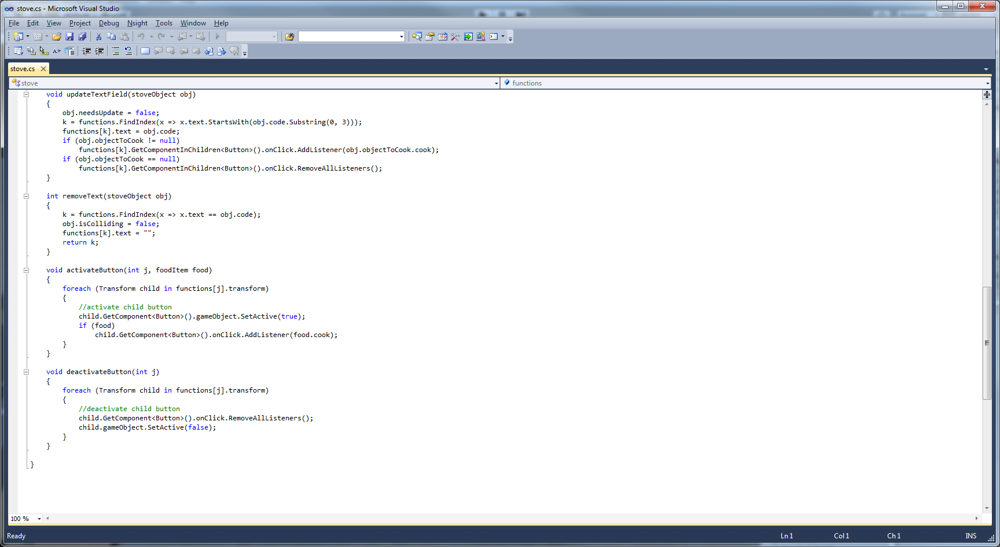 stove.cs - Microsoft Visual Studio
File Edit View Project Debug Nsight Tools Window Help
stove.cs
stove functions
void updateTextField(stoveObject obj)
{
obj.needsUpdate = false;
k = functions.FindIndex(x => x.text.StartsWith(obj.code.Substring(0, 3)));
functions[k].text = obj.code;
if (obj.objectToCook != null)
functions[k].GetComponentInChildren<Button>().onClick.AddListener(obj.objectToCook.cook);
if (obj.objectToCook == null)
functions[k].GetComponentInChildren<Button>().onClick.RemoveAllListeners();
}
int removeText(stoveObject obj)
{
k = functions.FindIndex(x => x.text == obj.code);
obj.isColliding = false;
functions[k].text = "";
return k;
}
void activateButton(int j, foodItem food)
{
foreach (Transform child in functions[j].transform)
{
//activate child button
child.GetComponent<Button>().gameObject.SetActive(true);
if (food)
child.GetComponent<Button>().onClick.AddListener(food.cook);
}
}
void deactivateButton(int j)
{
foreach (Transform child in functions[j].transform)
{
//deactivate child button
child.GetComponent<Button>().onClick.RemoveAllListeners();
child.gameObject.SetActive(false);
}
}
}
100 %
Ready Ln 1 Col 1 Ch 1 INS